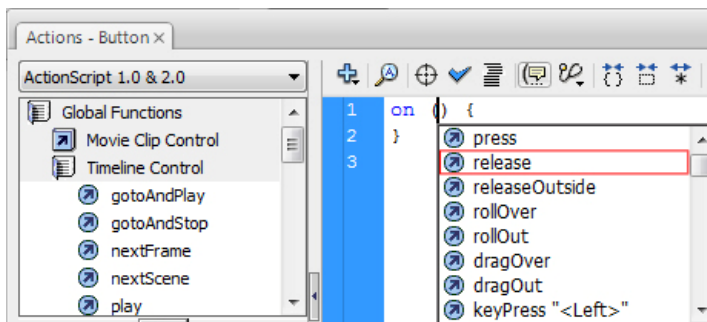 Actions - Button ×
ActionScript 1.0 & 2.0
Global Functions
Movie Clip Control
Timeline Control
gotoAndPlay
gotoAndStop
nextFrame
nextScene
play
1 on () {
2 }
3
press
release
releaseOutside
rollOver
rollOut
dragOver
dragOut
keyPress "<Left>"